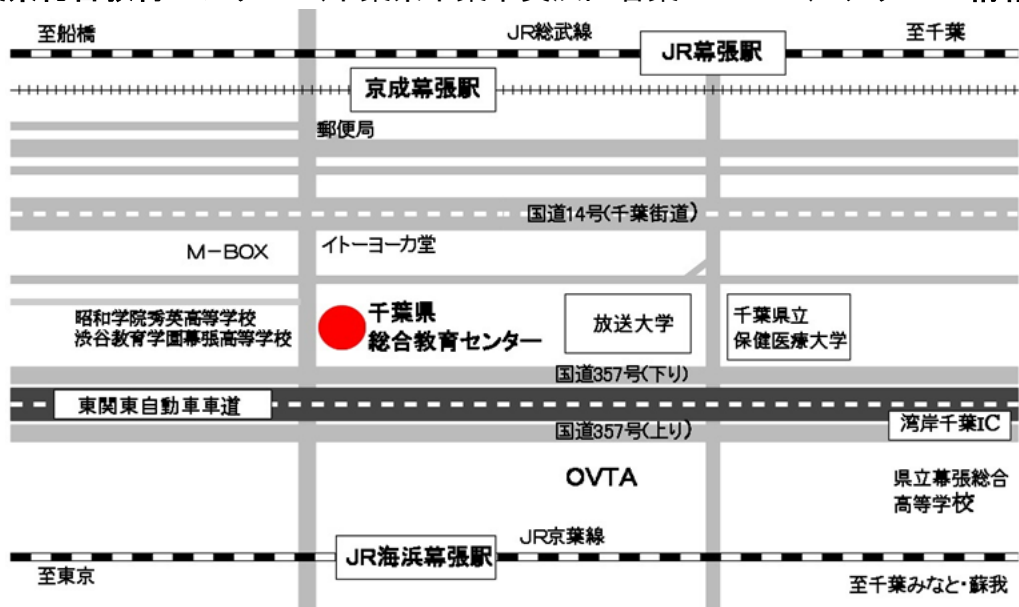 至船橋
JR総武線
至千葉
JR幕張駅
京成幕張駅
郵便局
国道14号(千葉街道)
M-BOX
イトーヨーカ堂
昭和学院秀英高等学校
渋谷教育学園幕張高等学校
千葉県
総合教育センター
放送大学
千葉県立
保健医療大学
国道357号(下り)
東関東自動車車道
国道357号(上り)
湾岸千葉IC
OVTA
県立幕張総合
高等学校
JR京葉線
JR海浜幕張駅
至東京
至千葉みなと・蘇我